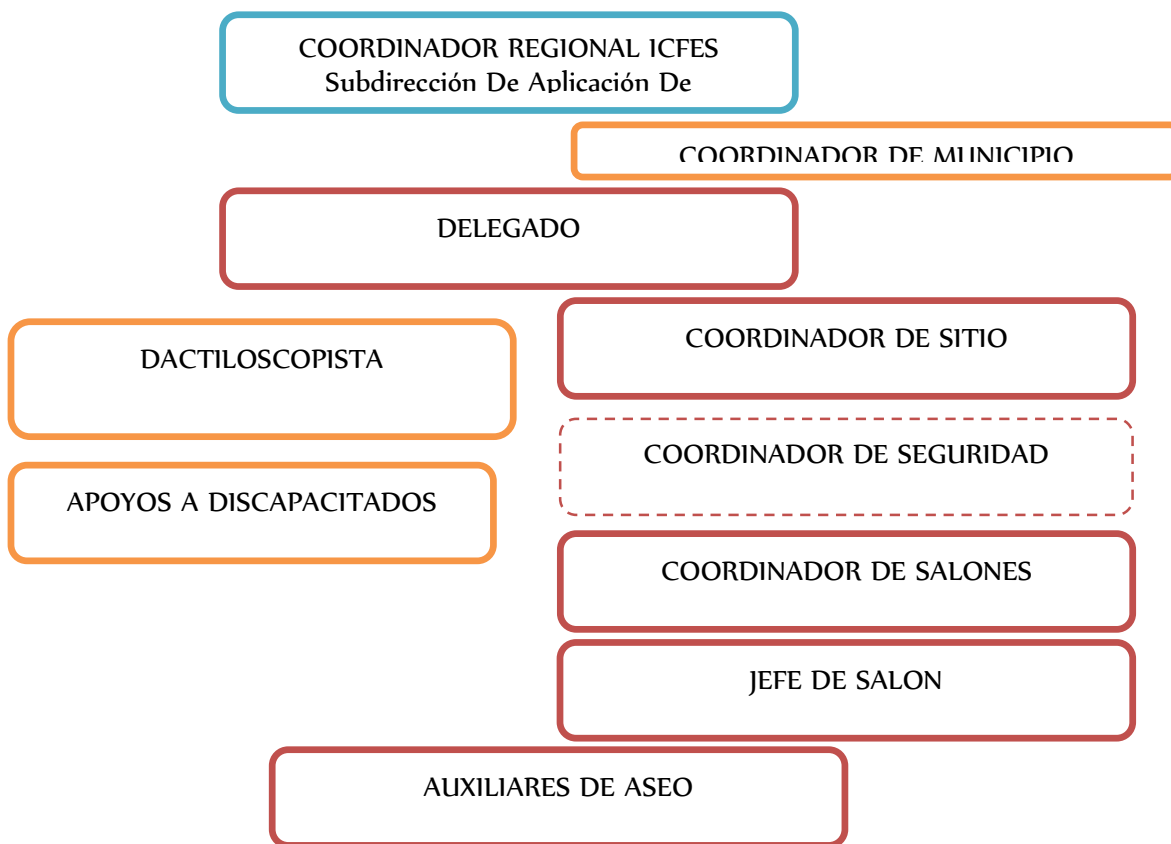 COORDINADOR REGIONAL ICFES
Subdirección De Aplicación De
COORDINADOR DE MUNICIPIO
DELEGADO
COORDINADOR DE SITIO
DACTILOSCOPISTA
COORDINADOR DE SEGURIDAD
APOYOS A DISCAPACITADOS
COORDINADOR DE SALONES
JEFE DE SALON
AUXILIARES DE ASEO